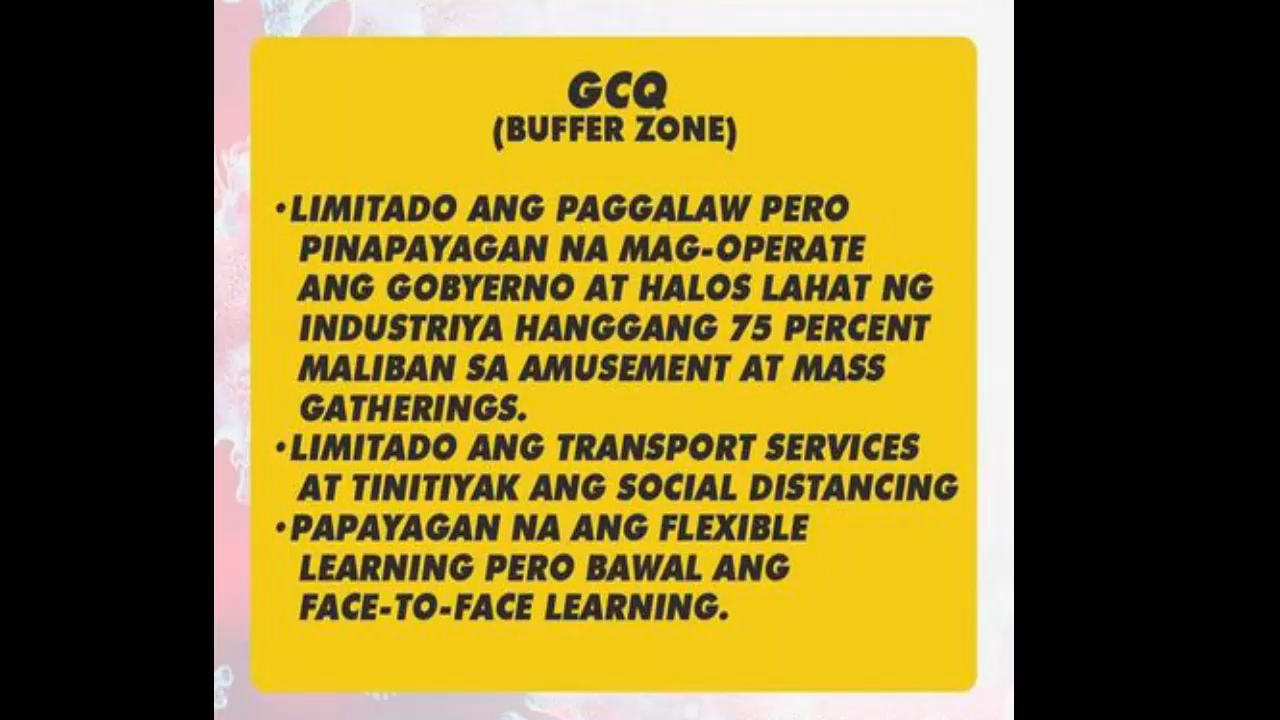 GCQ
(BUFFER ZONE)
•LIMITADO ANG PAGGALAW PERO
PINAPAYAGAN NA MAG-OPERATE
ANG GOBYERNO AT HALOS LAHAT NG
INDUSTRIYA HANGGANG 75 PERCENT
MALIBAN SA AMUSEMENT AT MASS
GATHERINGS.
•LIMITADO ANG TRANSPORT SERVICES
AT TINITIYAK ANG SOCIAL DISTANCING
•PAPAYAGAN NA ANG FLEXIBLE
LEARNING PERO BAWAL ANG
FACE-TO-FACE LEARNING.